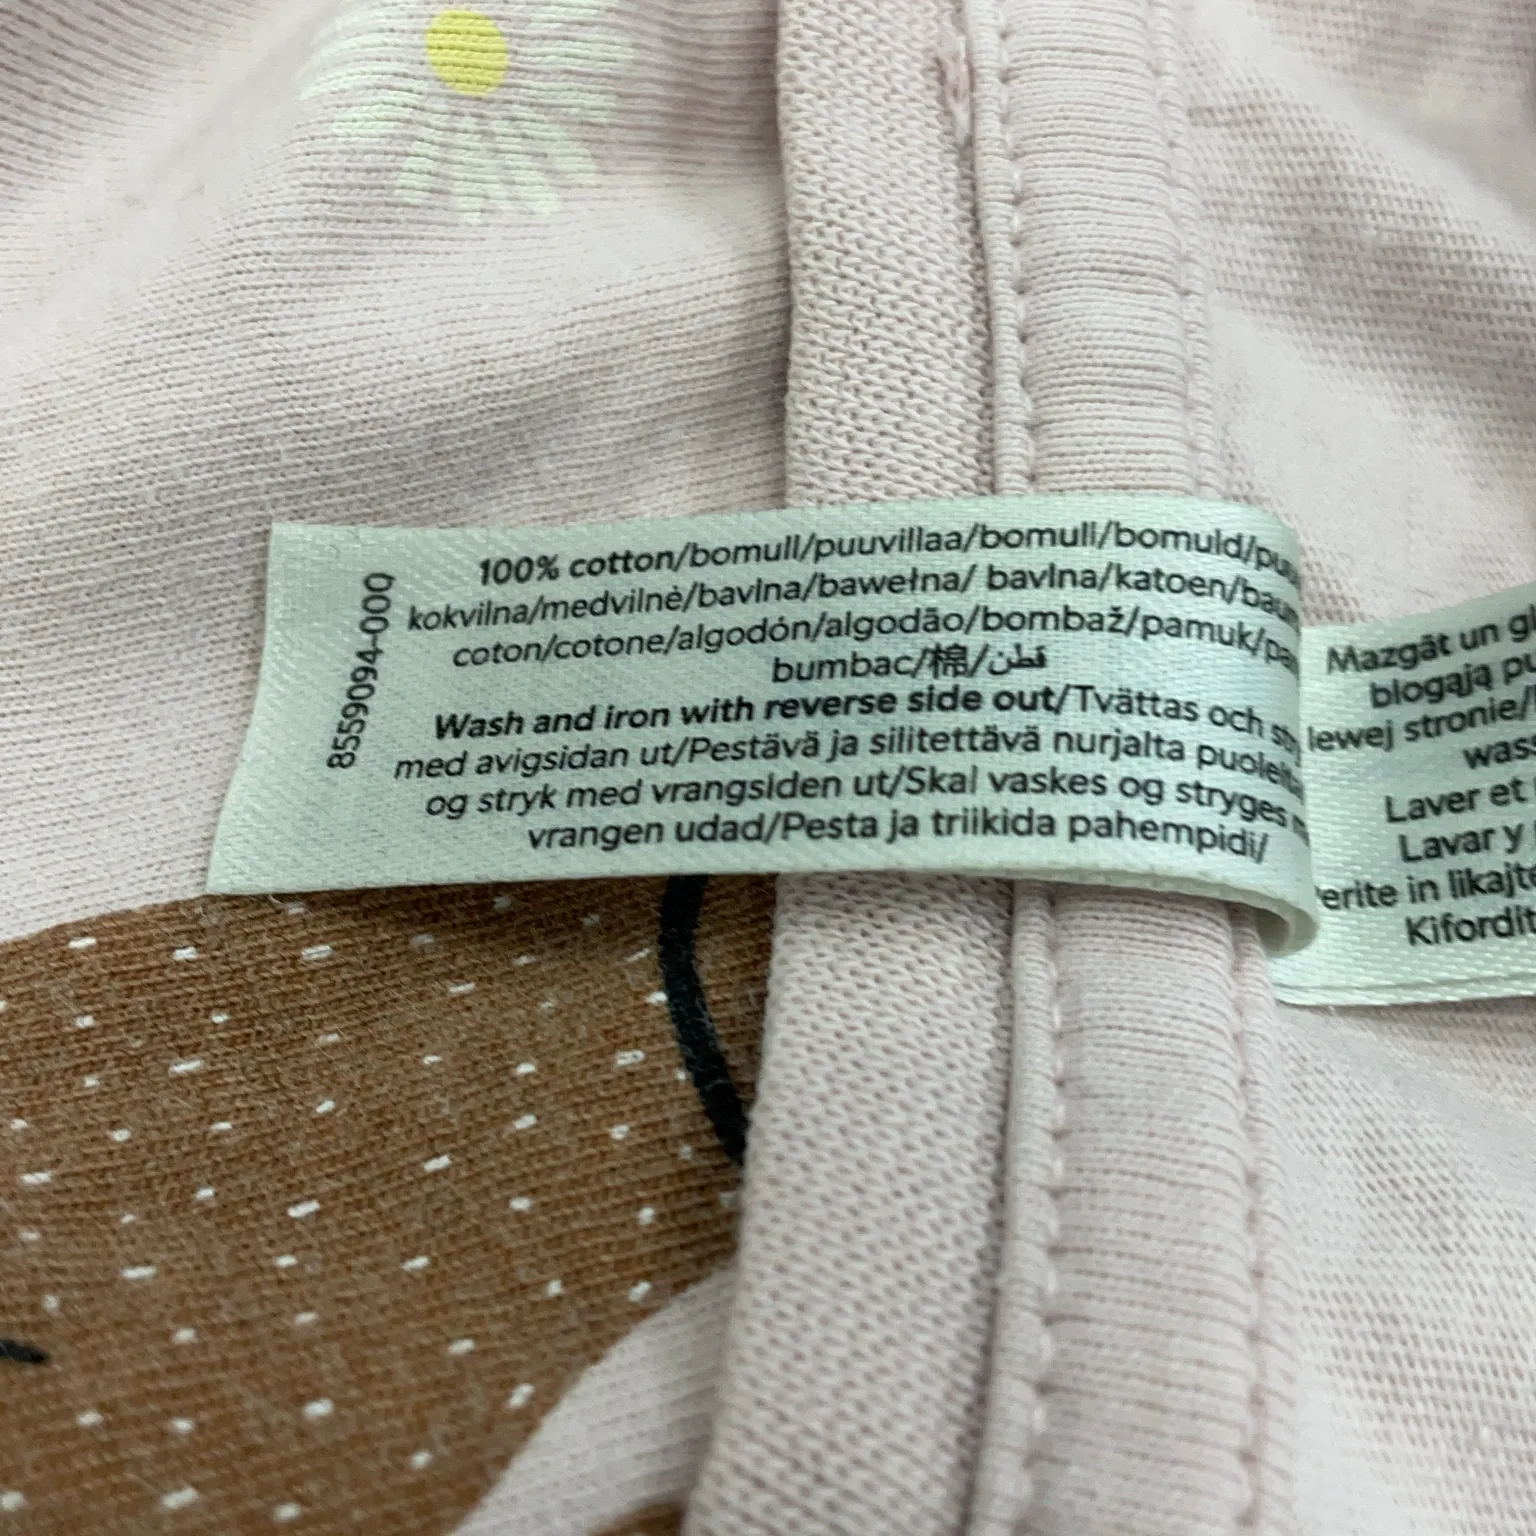 8559094-000
100% cotton/bomull/puuvillaa/bomull/bomuld/
kokvilna/medvilnė/bavlna/bawełna/ bavlna/katoen/
coton/cotone/algodón/algodão/bombaž/pamuk/
bumbac/棉/قطن
Wash and iron with reverse side out/Tvättas och
med avigsidan ut/Pestävä ja silitettävä nurjalta
og stryk med vrangsiden ut/Skal vaskes og stryges
vrangen udad/Pesta ja triikida pahempidi/
Mazgāt un
blogąją
lewej stronie/
Laver et
Lavar y
in likajte